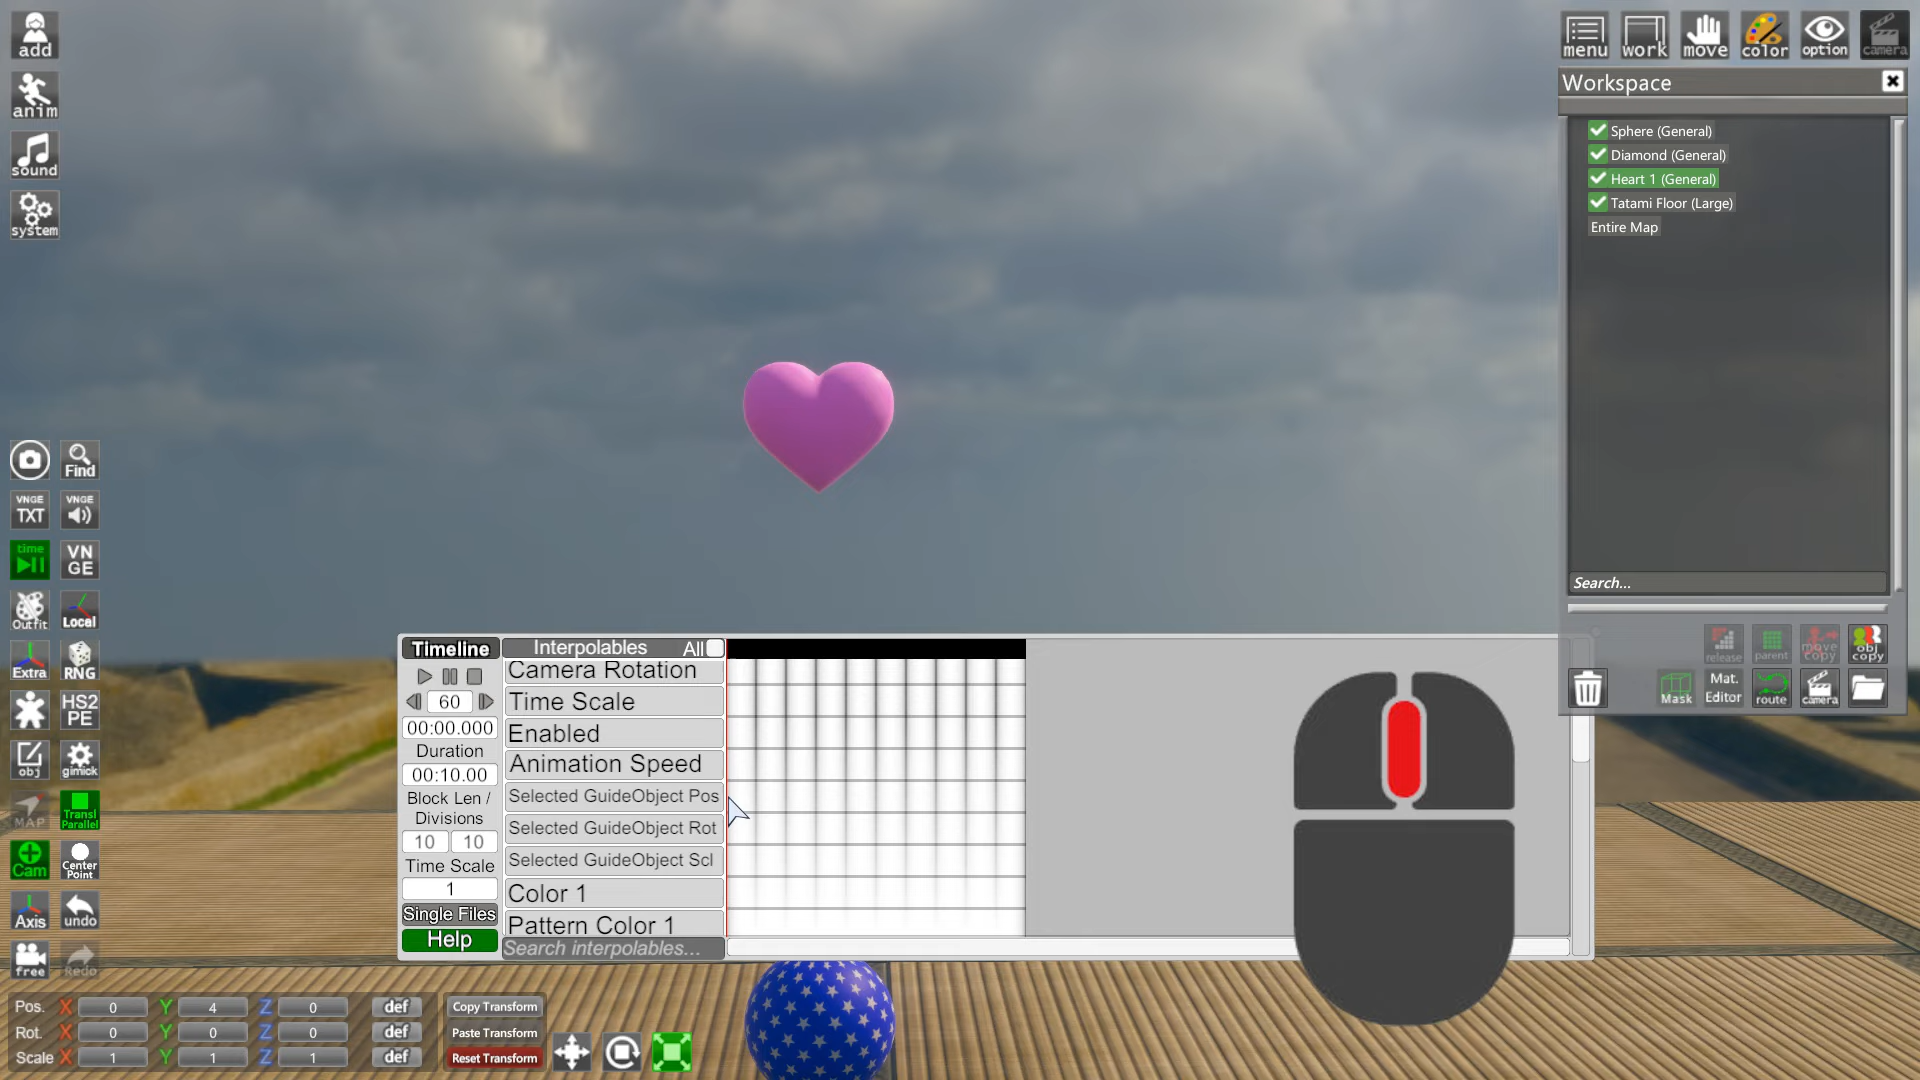 add
anim
sound
system
Find
VNGE
TXT
VNGE
time
VN
GE
Outfit
Local
Extra
RNG
HS2
PE
obj
gimick
MAP
Transl
Parallel
Cam
Center
Point
Axis
undo
free
Redo
menu
work
move
color
option
camera
Workspace
Sphere (General)
Diamond (General)
Heart 1 (General)
Tatami Floor (Large)
Entire Map
Search...
release
parent
move
copy
obj
copy
Mask
Mat.
Editor
route
camera
Timeline
60
00:00.000
Duration
00:10.00
Block Len /
Divisions
10 10
Time Scale
1
Single Files
Help
Interpolables All
Camera Rotation
Time Scale
Enabled
Animation Speed
Selected GuideObject Pos
Selected GuideObject Rot
Selected GuideObject Scl
Color 1
Pattern Color 1
Search interpolables...
Pos. X 0 Y 4 Z 0 def
Rot. X 0 Y 0 Z 0 def
Scale X 1 Y 1 Z 1 def
Copy Transform
Paste Transform
Reset Transform